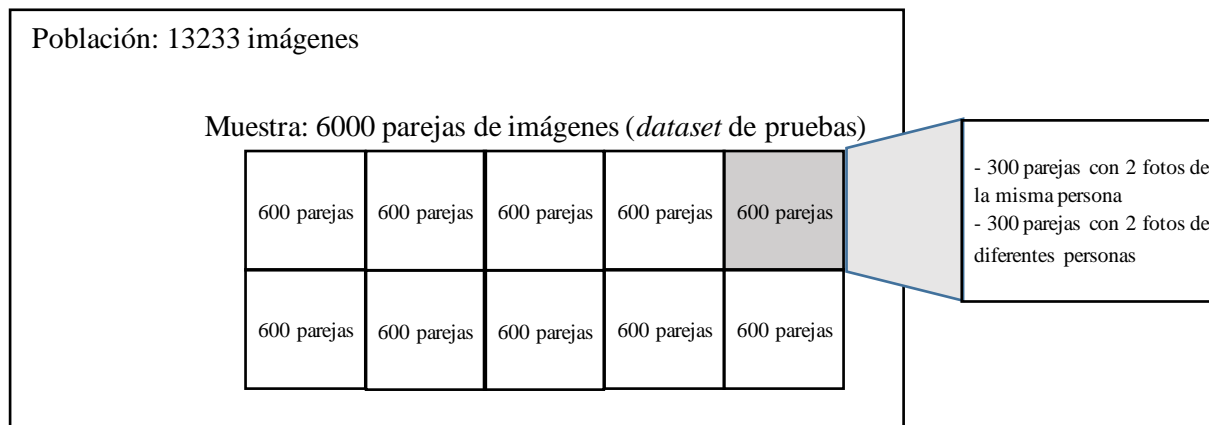 Población: 13233 imágenes
Muestra: 6000 parejas de imágenes (dataset de pruebas)
600 parejas 600 parejas 600 parejas 600 parejas 600 parejas
600 parejas 600 parejas 600 parejas 600 parejas 600 parejas
- 300 parejas con 2 fotos de
la misma persona
- 300 parejas con 2 fotos de
diferentes personas